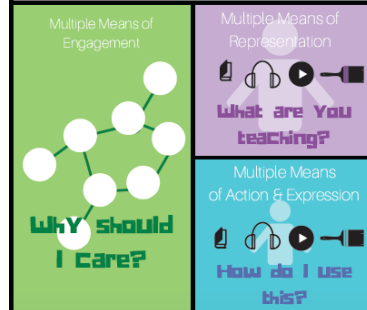 Multiple Means of
Engagement
WhY should
I care?
Multiple Means of
Representation
What are You
teaching?
Multiple Means
of Action & Expression
How do I use
this?